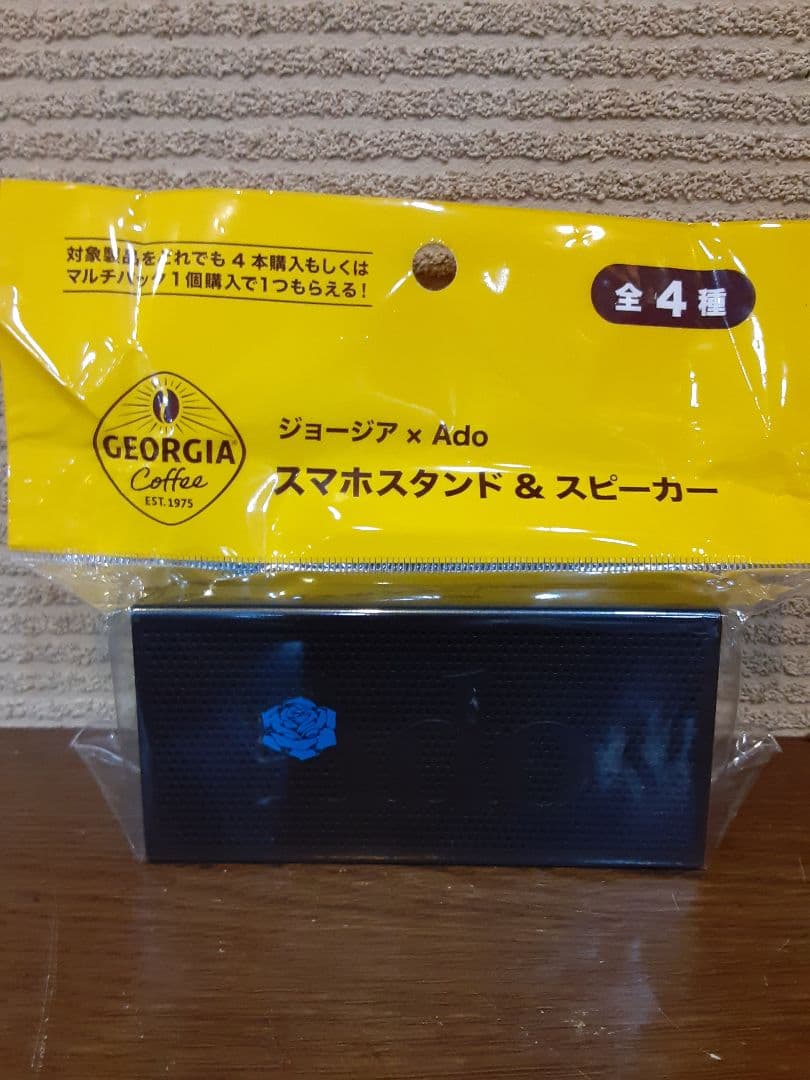 対象製品をどれでも4本購入もしくは
マルチパック1個購入で1つもらえる!
全4種
GEORGIA
Coffee
EST.1975
ジョージア × Ado
スマホスタンド & スピーカー